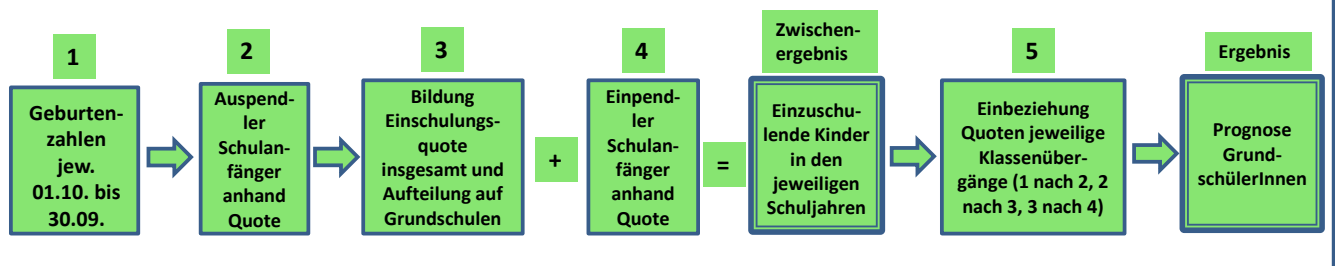 1
Geburten-
zahlen
jew.
01.10. bis
30.09.
2
Auspend-
ler
Schulan-
fänger
anhand
Quote
3
Bildung
Einschulungs-
quote
insgesamt und
Aufteilung auf
Grundschulen
+
4
Einpend-
ler
Schulan-
fänger
anhand
Quote
=
Zwischen-
ergebnis
Einzuschu-
lende Kinder
in den
jeweiligen
Schuljahren
5
Einbeziehung
Quoten jeweilige
Klassenüber-
gänge (1 nach 2, 2
nach 3, 3 nach 4)
Ergebnis
Prognose
Grund-
schülerInnen